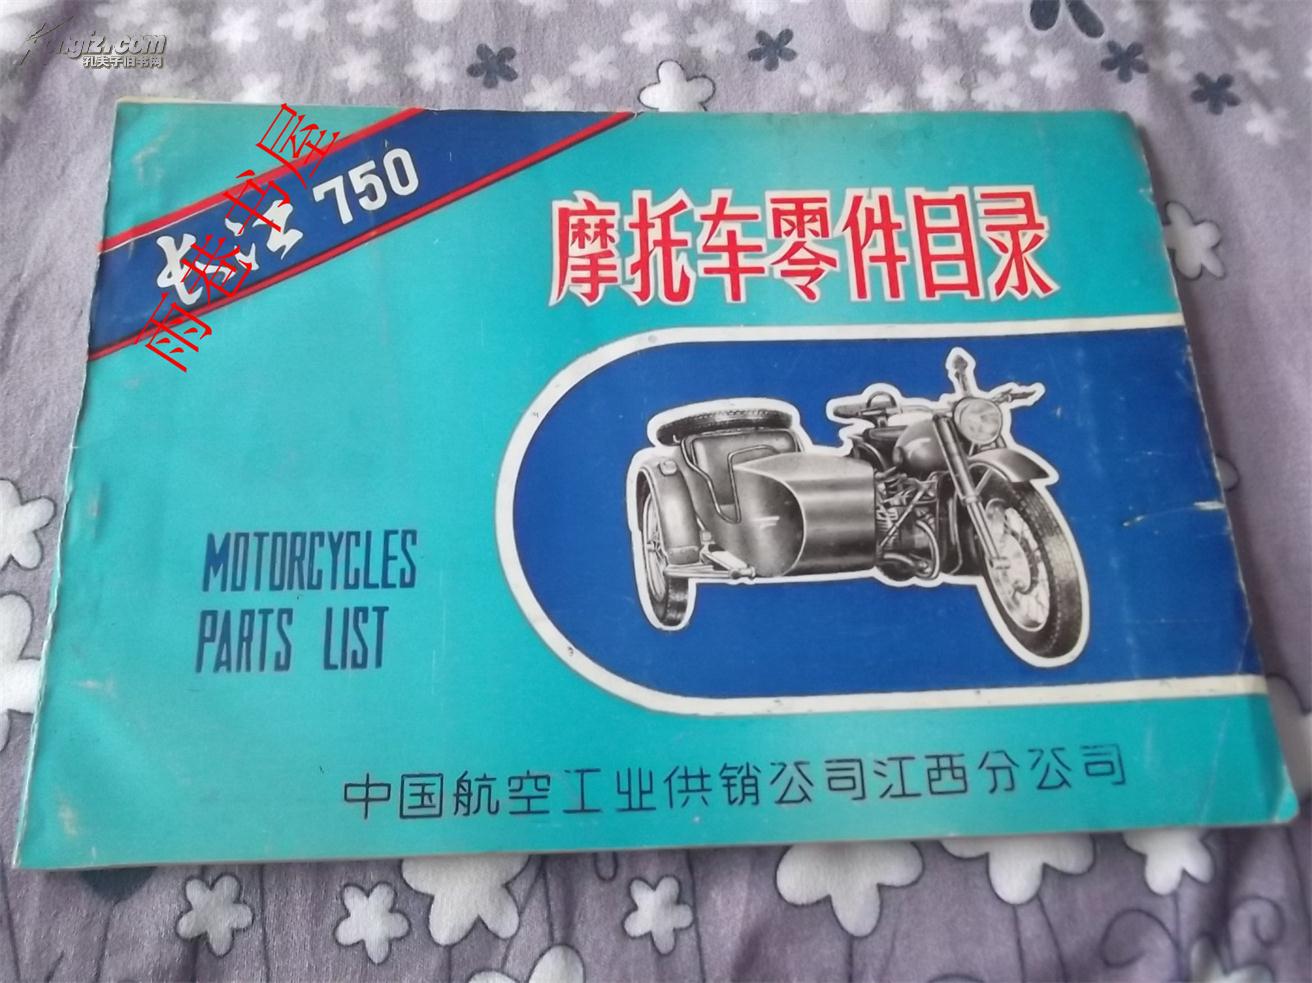 Kongfz.com
孔夫子旧书网
长江 750
雨巷书屋
摩托车零件目录
MOTORCYCLES
PARTS LIST
中国航空工业供销公司江西分公司